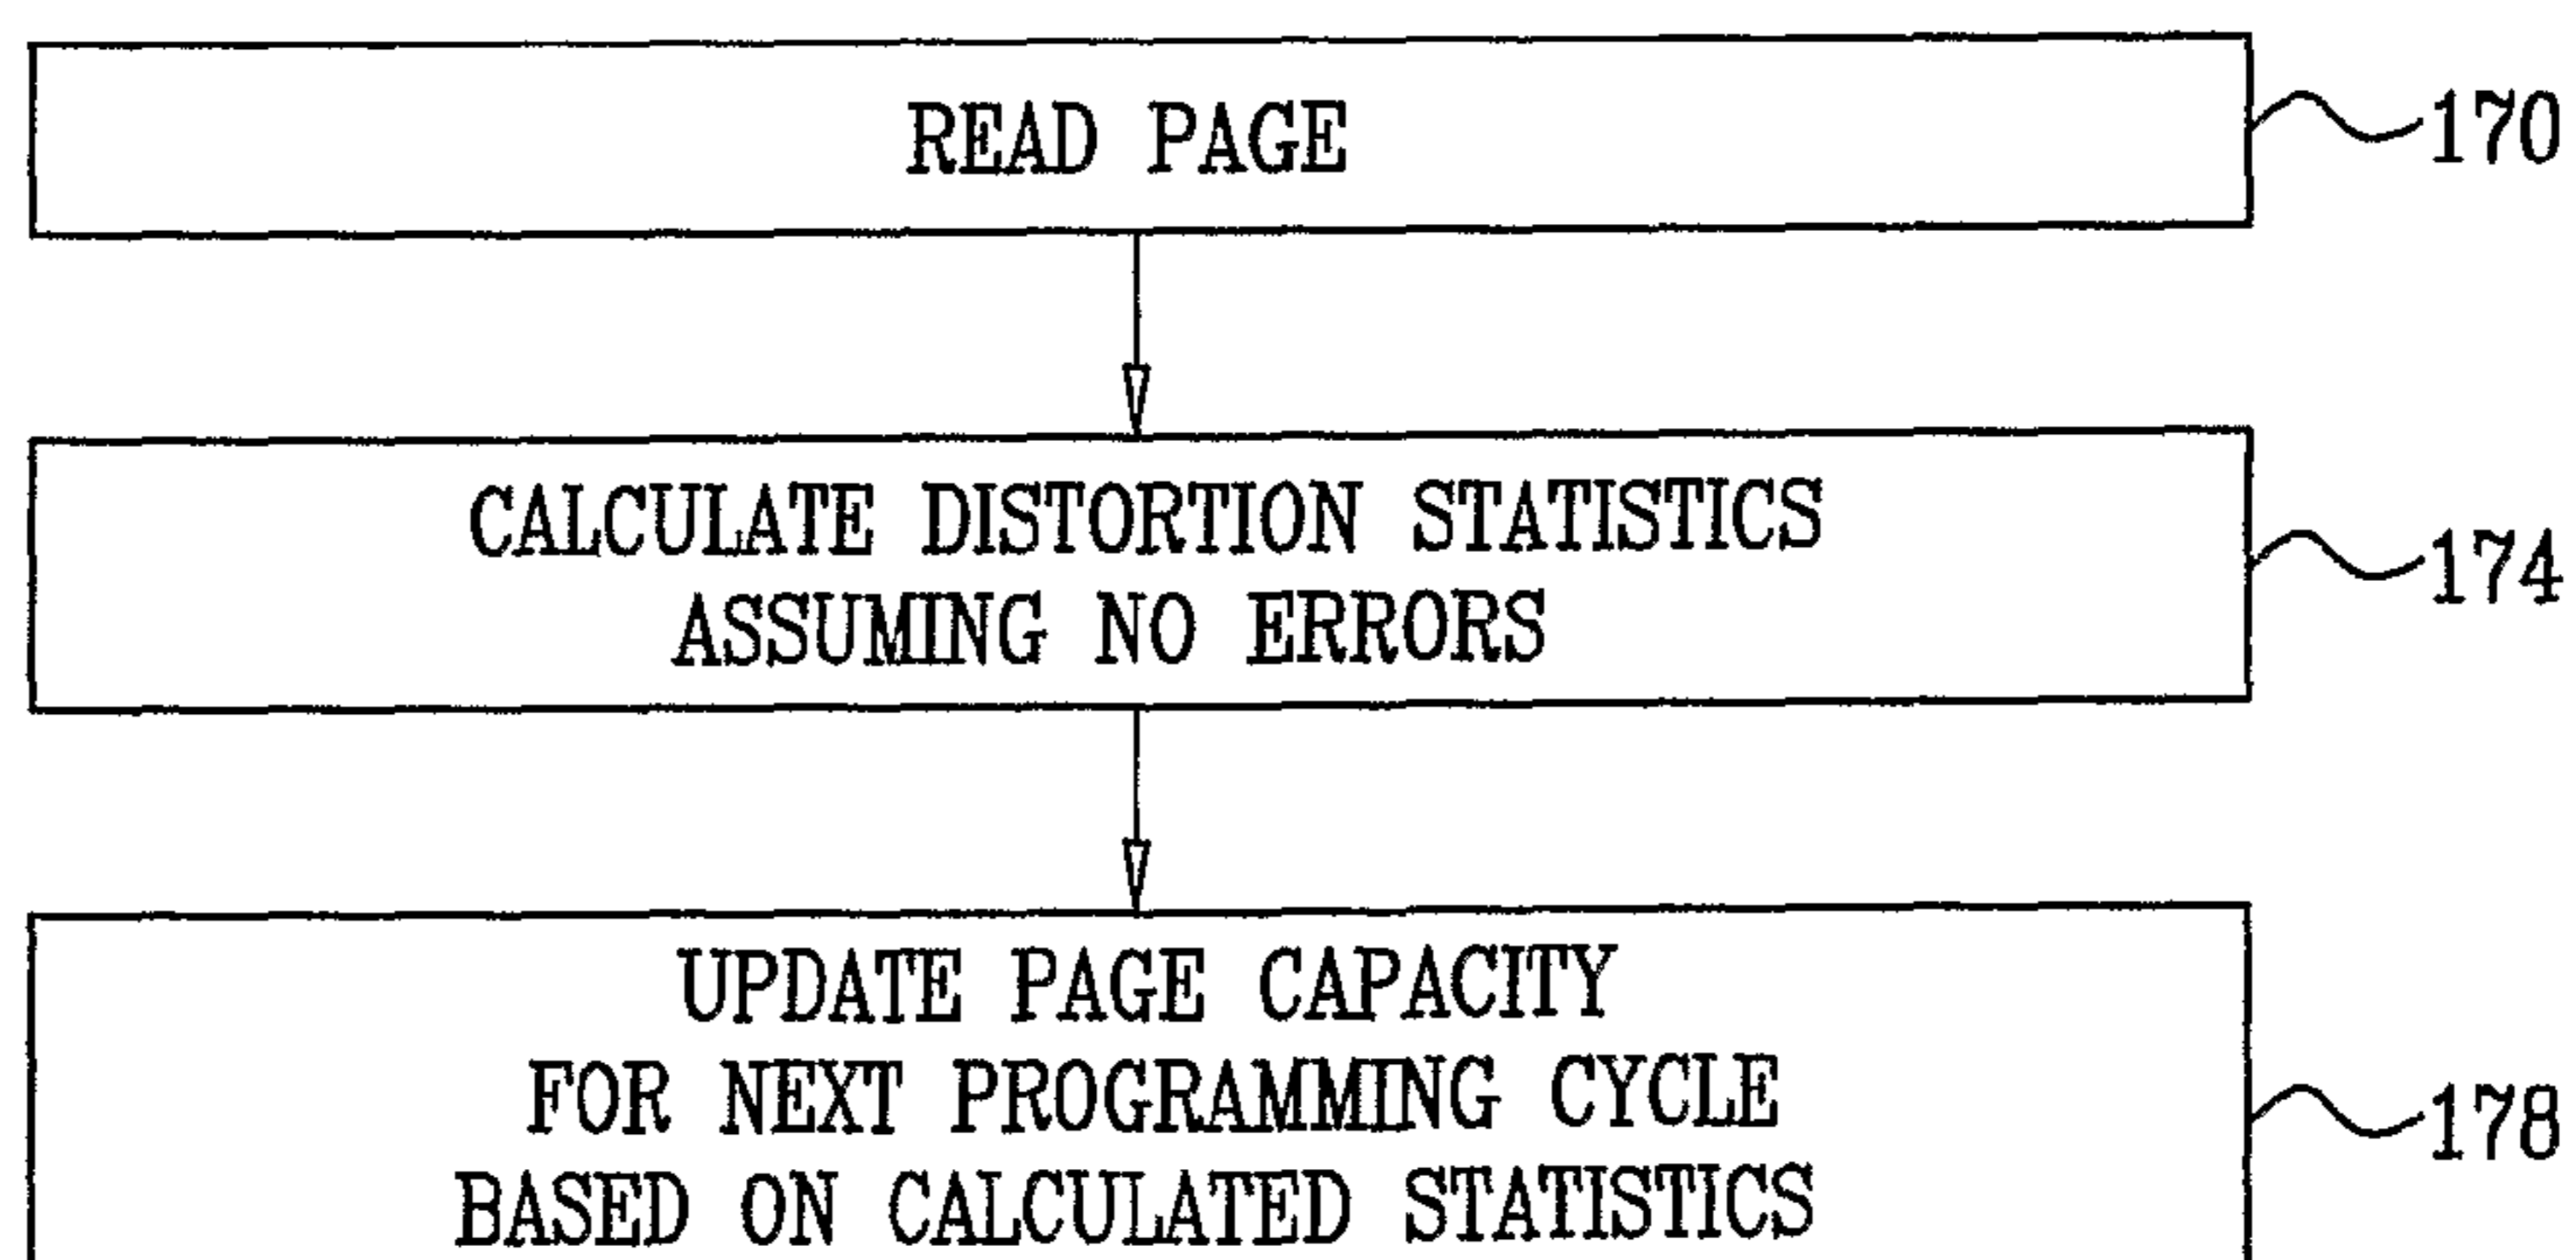 READ PAGE
170
CALCULATE DISTORTION STATISTICS
ASSUMING NO ERRORS
174
UPDATE PAGE CAPACITY
FOR NEXT PROGRAMMING CYCLE
BASED ON CALCULATED STATISTICS
178